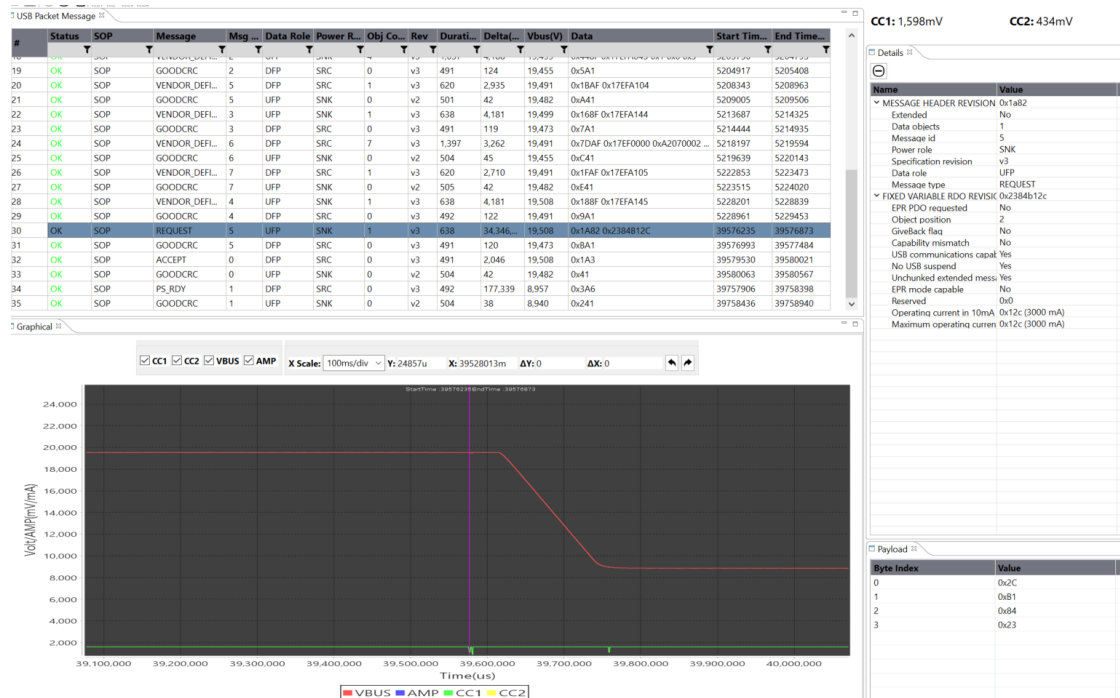 USB Packet Message
# Status SOP Message Msg ... Data Role Power R... Obj Co... Rev Durati... Delta(... Vbus(V) Data Start Tim... End Time...
19 OK SOP GOODCRC 2 DFP SRC 0 v3 491 124 19,455 0x5A1 5204917 5205408
20 OK SOP VENDOR_DEFI... 5 DFP SRC 1 v3 620 2,935 19,491 0x1BAF 0x17EFA104 5208343 5208963
21 OK SOP GOODCRC 5 UFP SNK 0 v2 501 42 19,482 0xA41 5209005 5209506
22 OK SOP VENDOR_DEFI... 3 UFP SNK 1 v3 638 4,181 19,499 0x168F 0x17EFA144 5213687 5214325
23 OK SOP GOODCRC 3 DFP SRC 0 v3 491 119 19,473 0x7A1 5214444 5214935
24 OK SOP VENDOR_DEFI... 6 DFP SRC 7 v3 1,397 3,262 19,491 0x7DAF 0x17EF0000 0xA2070002 ... 5218197 5219594
25 OK SOP GOODCRC 6 UFP SNK 0 v2 504 45 19,455 0xC41 5219639 5220143
26 OK SOP VENDOR_DEFI... 7 DFP SRC 1 v3 620 2,710 19,491 0x1FAF 0x17EFA105 5222853 5223473
27 OK SOP GOODCRC 7 UFP SNK 0 v2 505 42 19,482 0xE41 5223515 5224020
28 OK SOP VENDOR_DEFI... 4 UFP SNK 1 v3 638 4,181 19,508 0x188F 0x17EFA145 5228201 5228839
29 OK SOP GOODCRC 4 DFP SRC 0 v3 492 122 19,491 0x9A1 5228961 5229453
30 OK SOP REQUEST 5 UFP SNK 1 v3 638 34,346,... 19,508 0x1A82 0x2384B12C 39576235 39576873
31 OK SOP GOODCRC 5 DFP SRC 0 v3 491 120 19,473 0xBA1 39576993 39577484
32 OK SOP ACCEPT 0 DFP SRC 0 v3 491 2,046 19,508 0x1A3 39579530 39580021
33 OK SOP GOODCRC 0 UFP SNK 0 v2 504 42 19,482 0x41 39580063 39580567
34 OK SOP PS_RDY 1 DFP SRC 0 v3 492 177,339 8,957 0x3A6 39757906 39758398
35 OK SOP GOODCRC 1 UFP SNK 0 v2 504 38 8,940 0x241 39758436 39758940
Graphical
CC1 CC2 VBUS AMP X Scale: 100ms/div Y: 24857u X: 39528013m ΔY: 0 ΔX: 0
StartTime :39576235EndTime :39576873
24,000
22,000
20,000
18,000
16,000
14,000
12,000
10,000
8,000
6,000
4,000
2,000
Volt/AMP(mV/mA)
39,100,000 39,200,000 39,300,000 39,400,000 39,500,000 39,600,000 39,700,000 39,800,000 39,900,000 40,000,000
Time(us)
VBUS AMP CC1 CC2
CC1: 1,598mV CC2: 434mV
Details
Name Value
MESSAGE HEADER REVISION 0x1a82
Extended No
Data objects 1
Message id 5
Power role SNK
Specification revision v3
Data role UFP
Message type REQUEST
FIXED VARIABLE RDO REVISIC 0x2384b12c
EPR PDO requested No
Object position 2
GiveBack flag No
Capability mismatch No
USB communications capab Yes
No USB suspend Yes
Unchunked extended messa Yes
EPR mode capable No
Reserved 0x0
Operating current in 10mA 0x12c (3000 mA)
Maximum operating curren 0x12c (3000 mA)
Payload
Byte Index Value
0 0x2C
1 0xB1
2 0x84
3 0x23